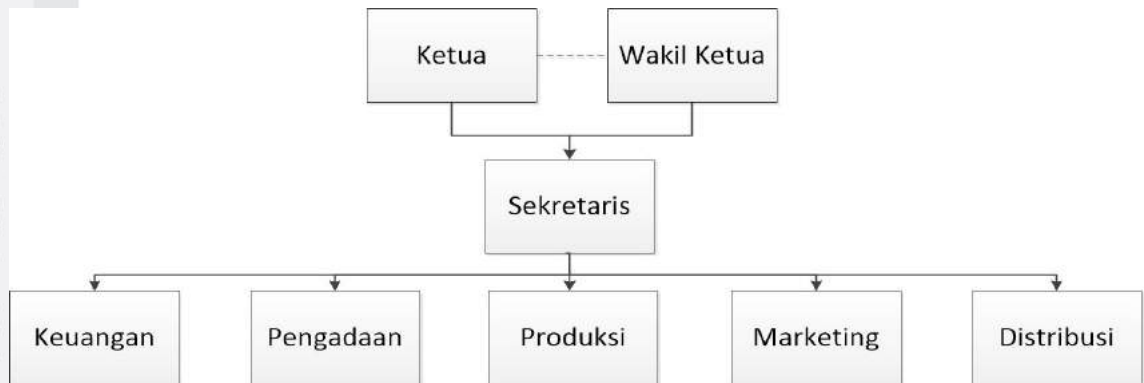 Ketua
Wakil Ketua
Sekretaris
Keuangan
Pengadaan
Produksi
Marketing
Distribusi